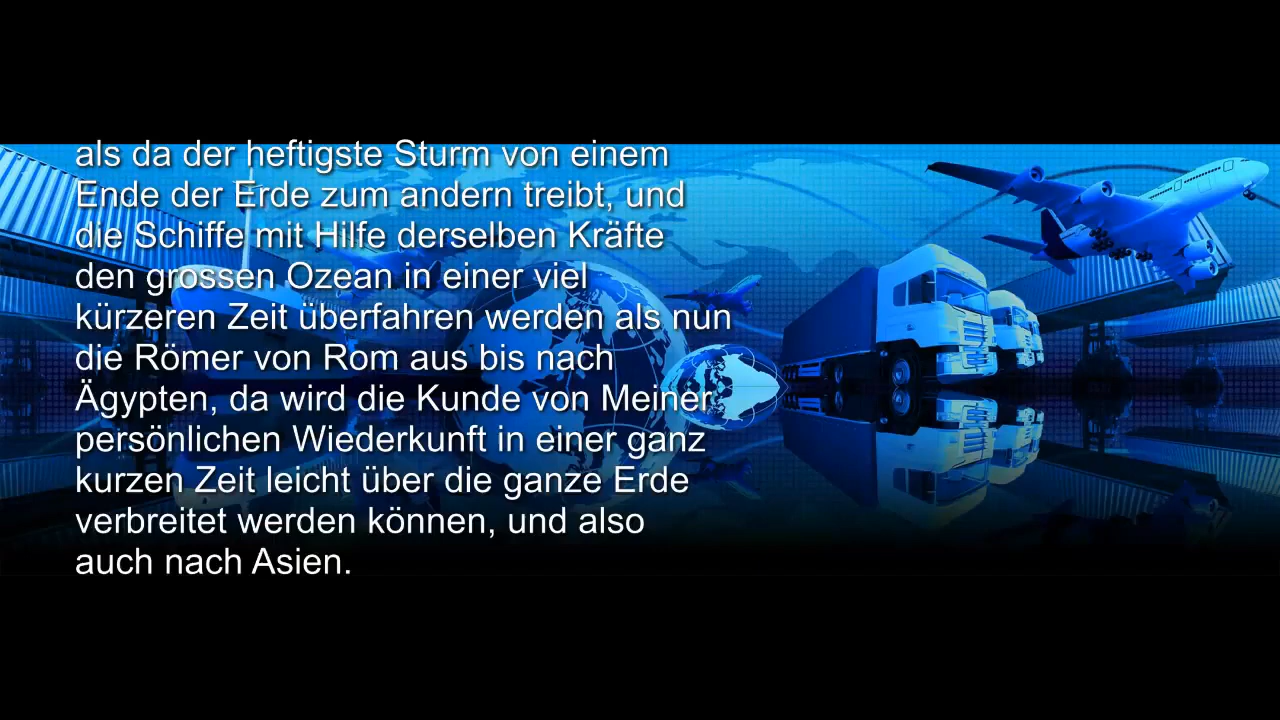 als da der heftigste Sturm von einem
Ende der Erde zum andern treibt, und
die Schiffe mit Hilfe derselben Kräfte
den grossen Ozean in einer viel
kürzeren Zeit überfahren werden als nun
die Römer von Rom aus bis nach
Ägypten, da wird die Kunde von Meiner
persönlichen Wiederkunft in einer ganz
kurzen Zeit leicht über die ganze Erde
verbreitet werden können, und also
auch nach Asien.